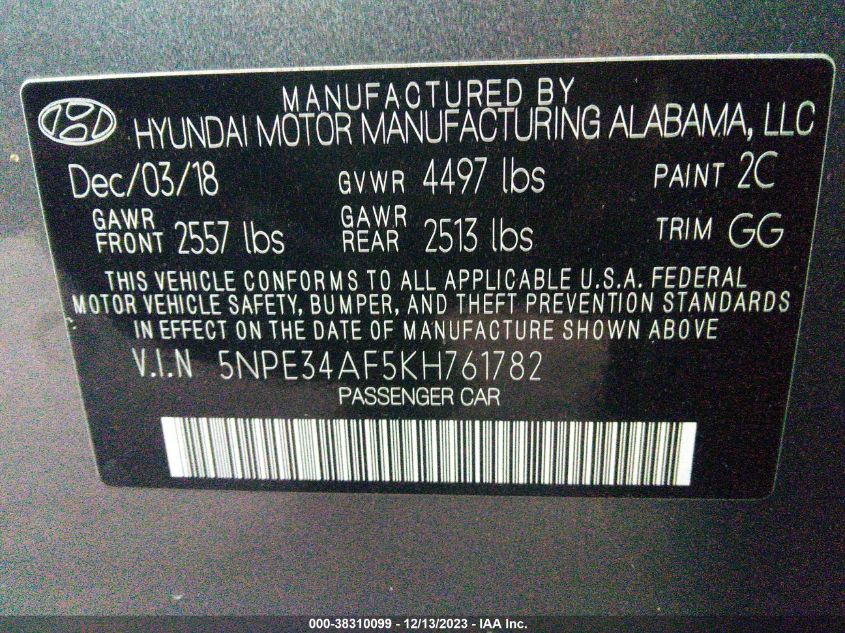 MANUFACTURED BY
HYUNDAI MOTOR MANUFACTURING ALABAMA, LLC
Dec/03/18 GVWR 4497 lbs PAINT 2C
GAWR FRONT 2557 lbs GAWR REAR 2513 lbs TRIM GG
THIS VEHICLE CONFORMS TO ALL APPLICABLE U.S.A. FEDERAL
MOTOR VEHICLE SAFETY, BUMPER, AND THEFT PREVENTION STANDARDS
IN EFFECT ON THE DATE OF MANUFACTURE SHOWN ABOVE
V.I.N 5NPE34AF5KH761782
PASSENGER CAR
000-38310099 - 12/13/2023 - IAA Inc.